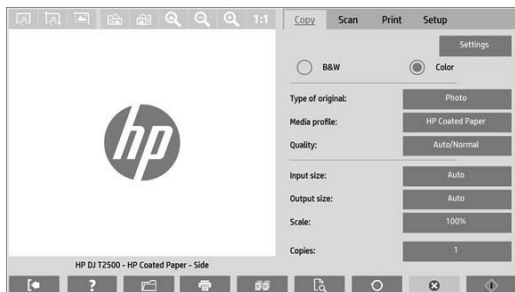 1:1
Copy Scan Print Setup
Settings
B&W Color
Type of original: Photo
Media profile: HP Coated Paper
Quality: Auto/Normal
Input size: Auto
Output size: Auto
Scale: 100%
Copies: 1
hp
HP DJ T2500 - HP Coated Paper - Side
?